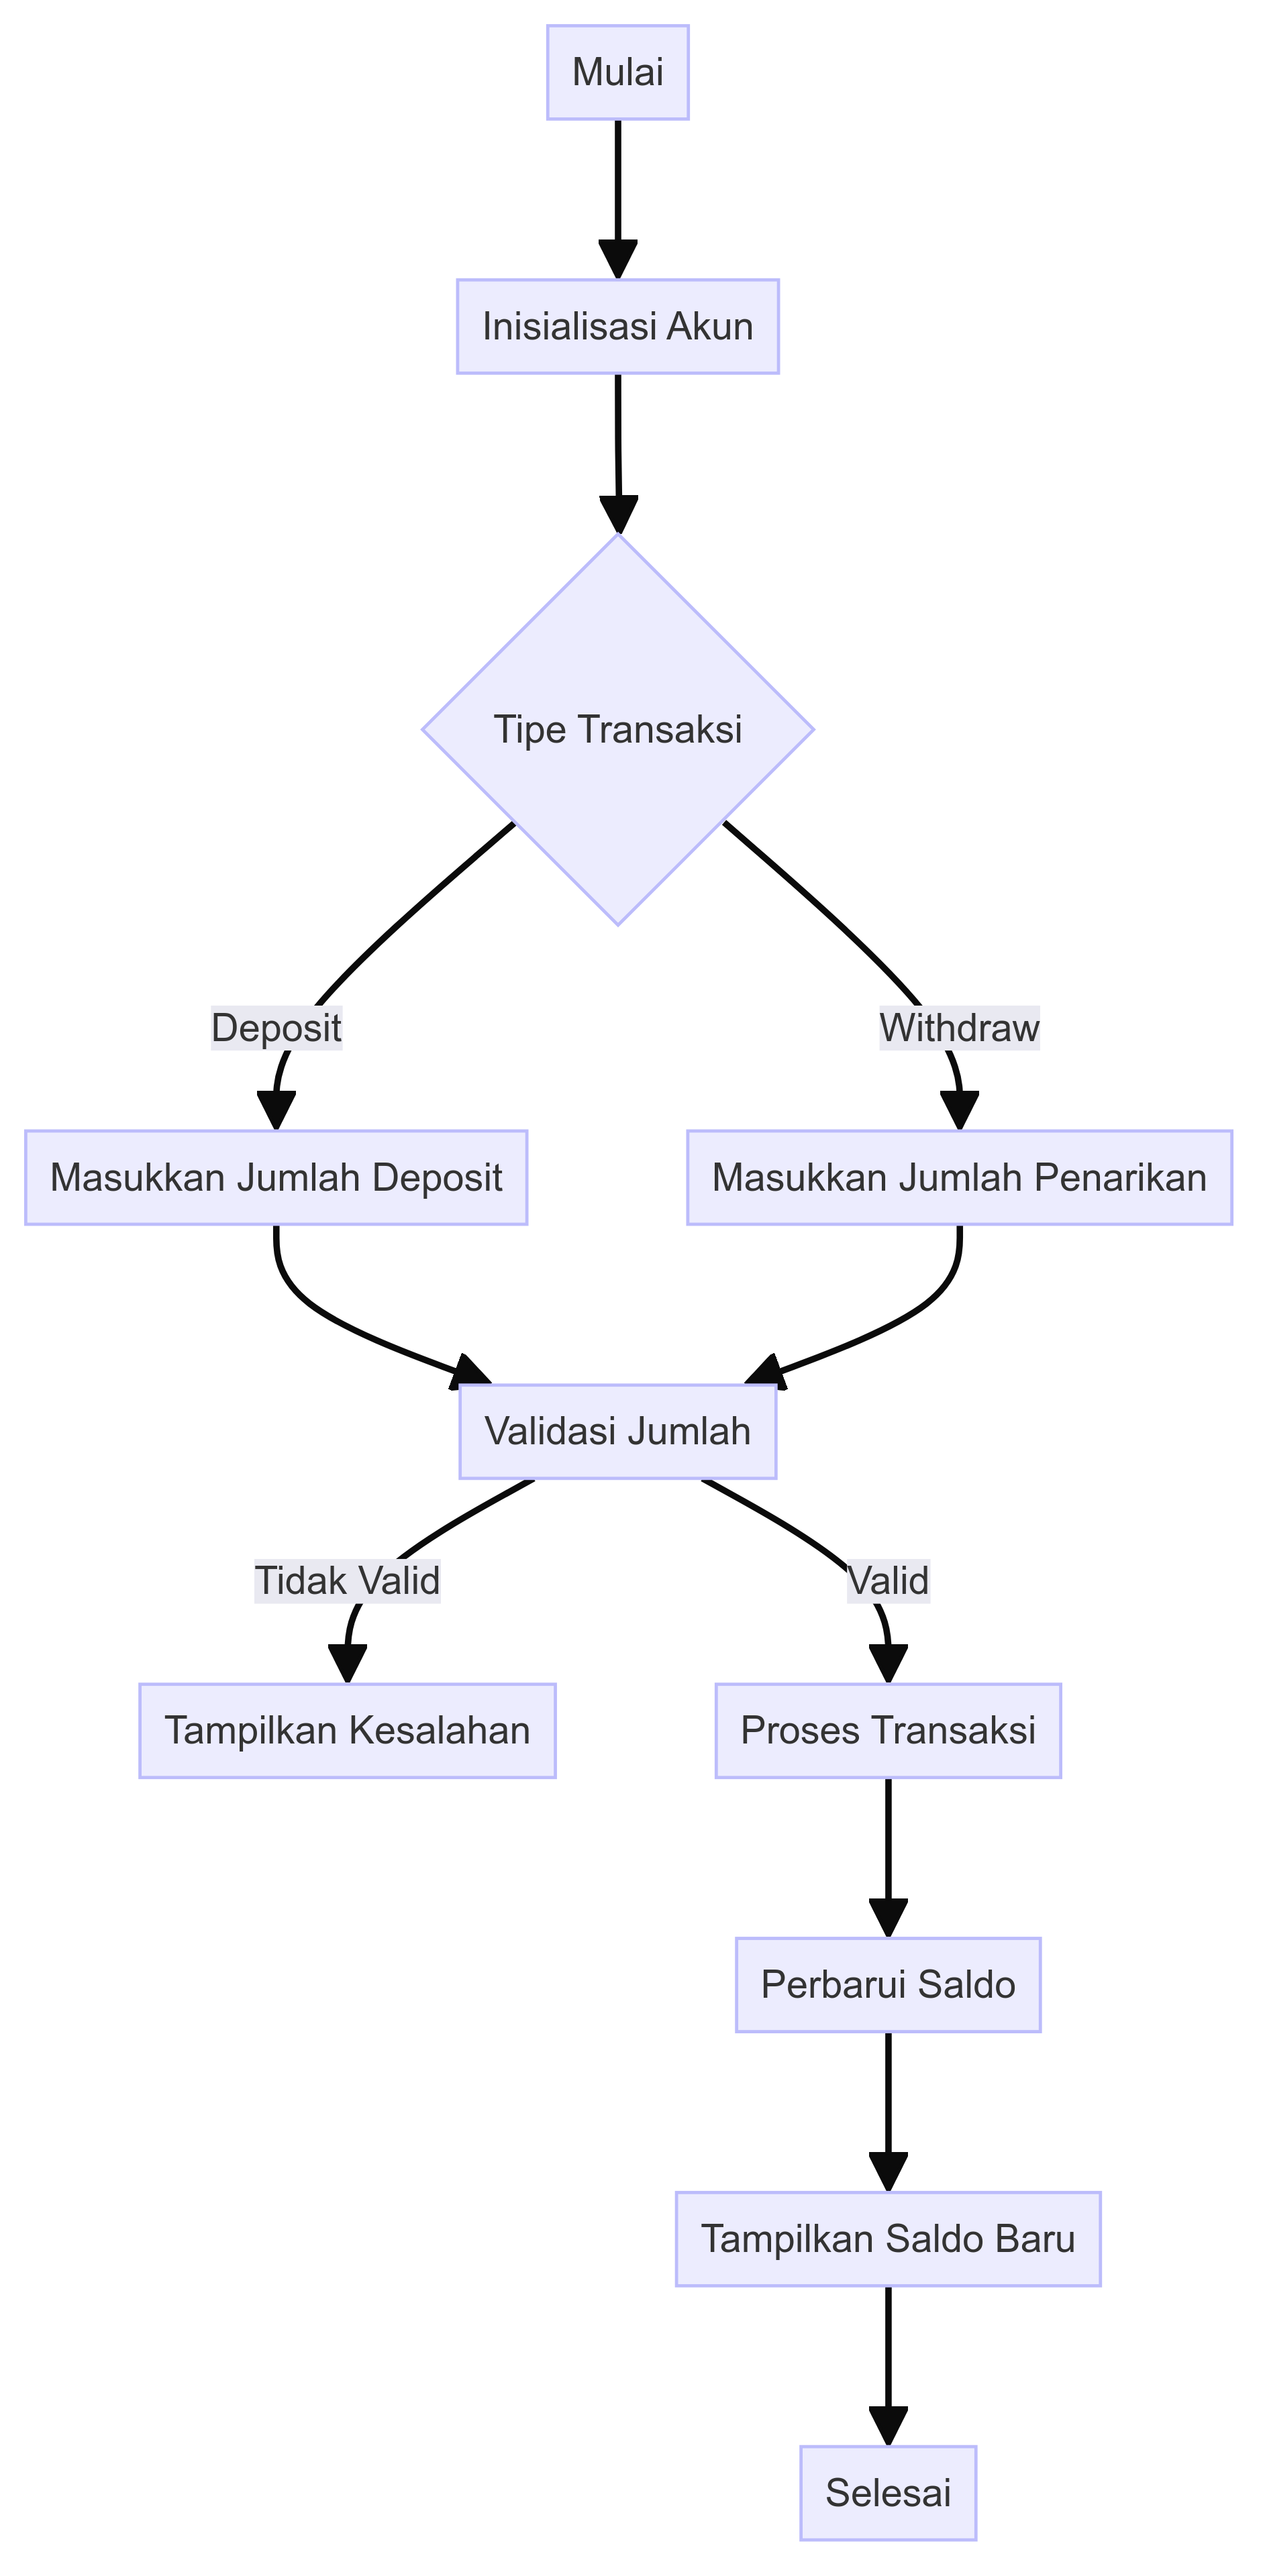 Mulai
Inisialisasi Akun
Tipe Transaksi
Deposit
Withdraw
Masukkan Jumlah Deposit
Masukkan Jumlah Penarikan
Validasi Jumlah
Tidak Valid
Valid
Tampilkan Kesalahan
Proses Transaksi
Perbarui Saldo
Tampilkan Saldo Baru
Selesai